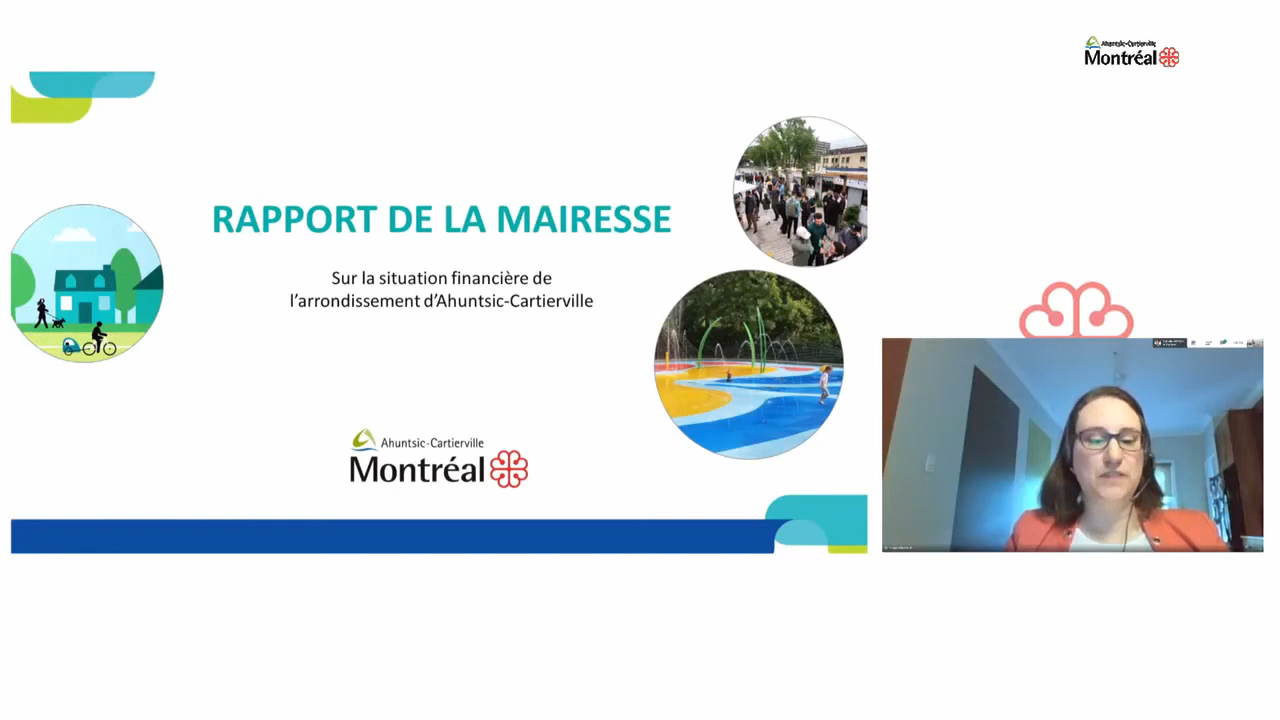 Ahuntsic-Cartierville
Montréal
RAPPORT DE LA MAIRESSE
Sur la situation financière de
l’arrondissement d’Ahuntsic-Cartierville
Ahuntsic-Cartierville
Montréal